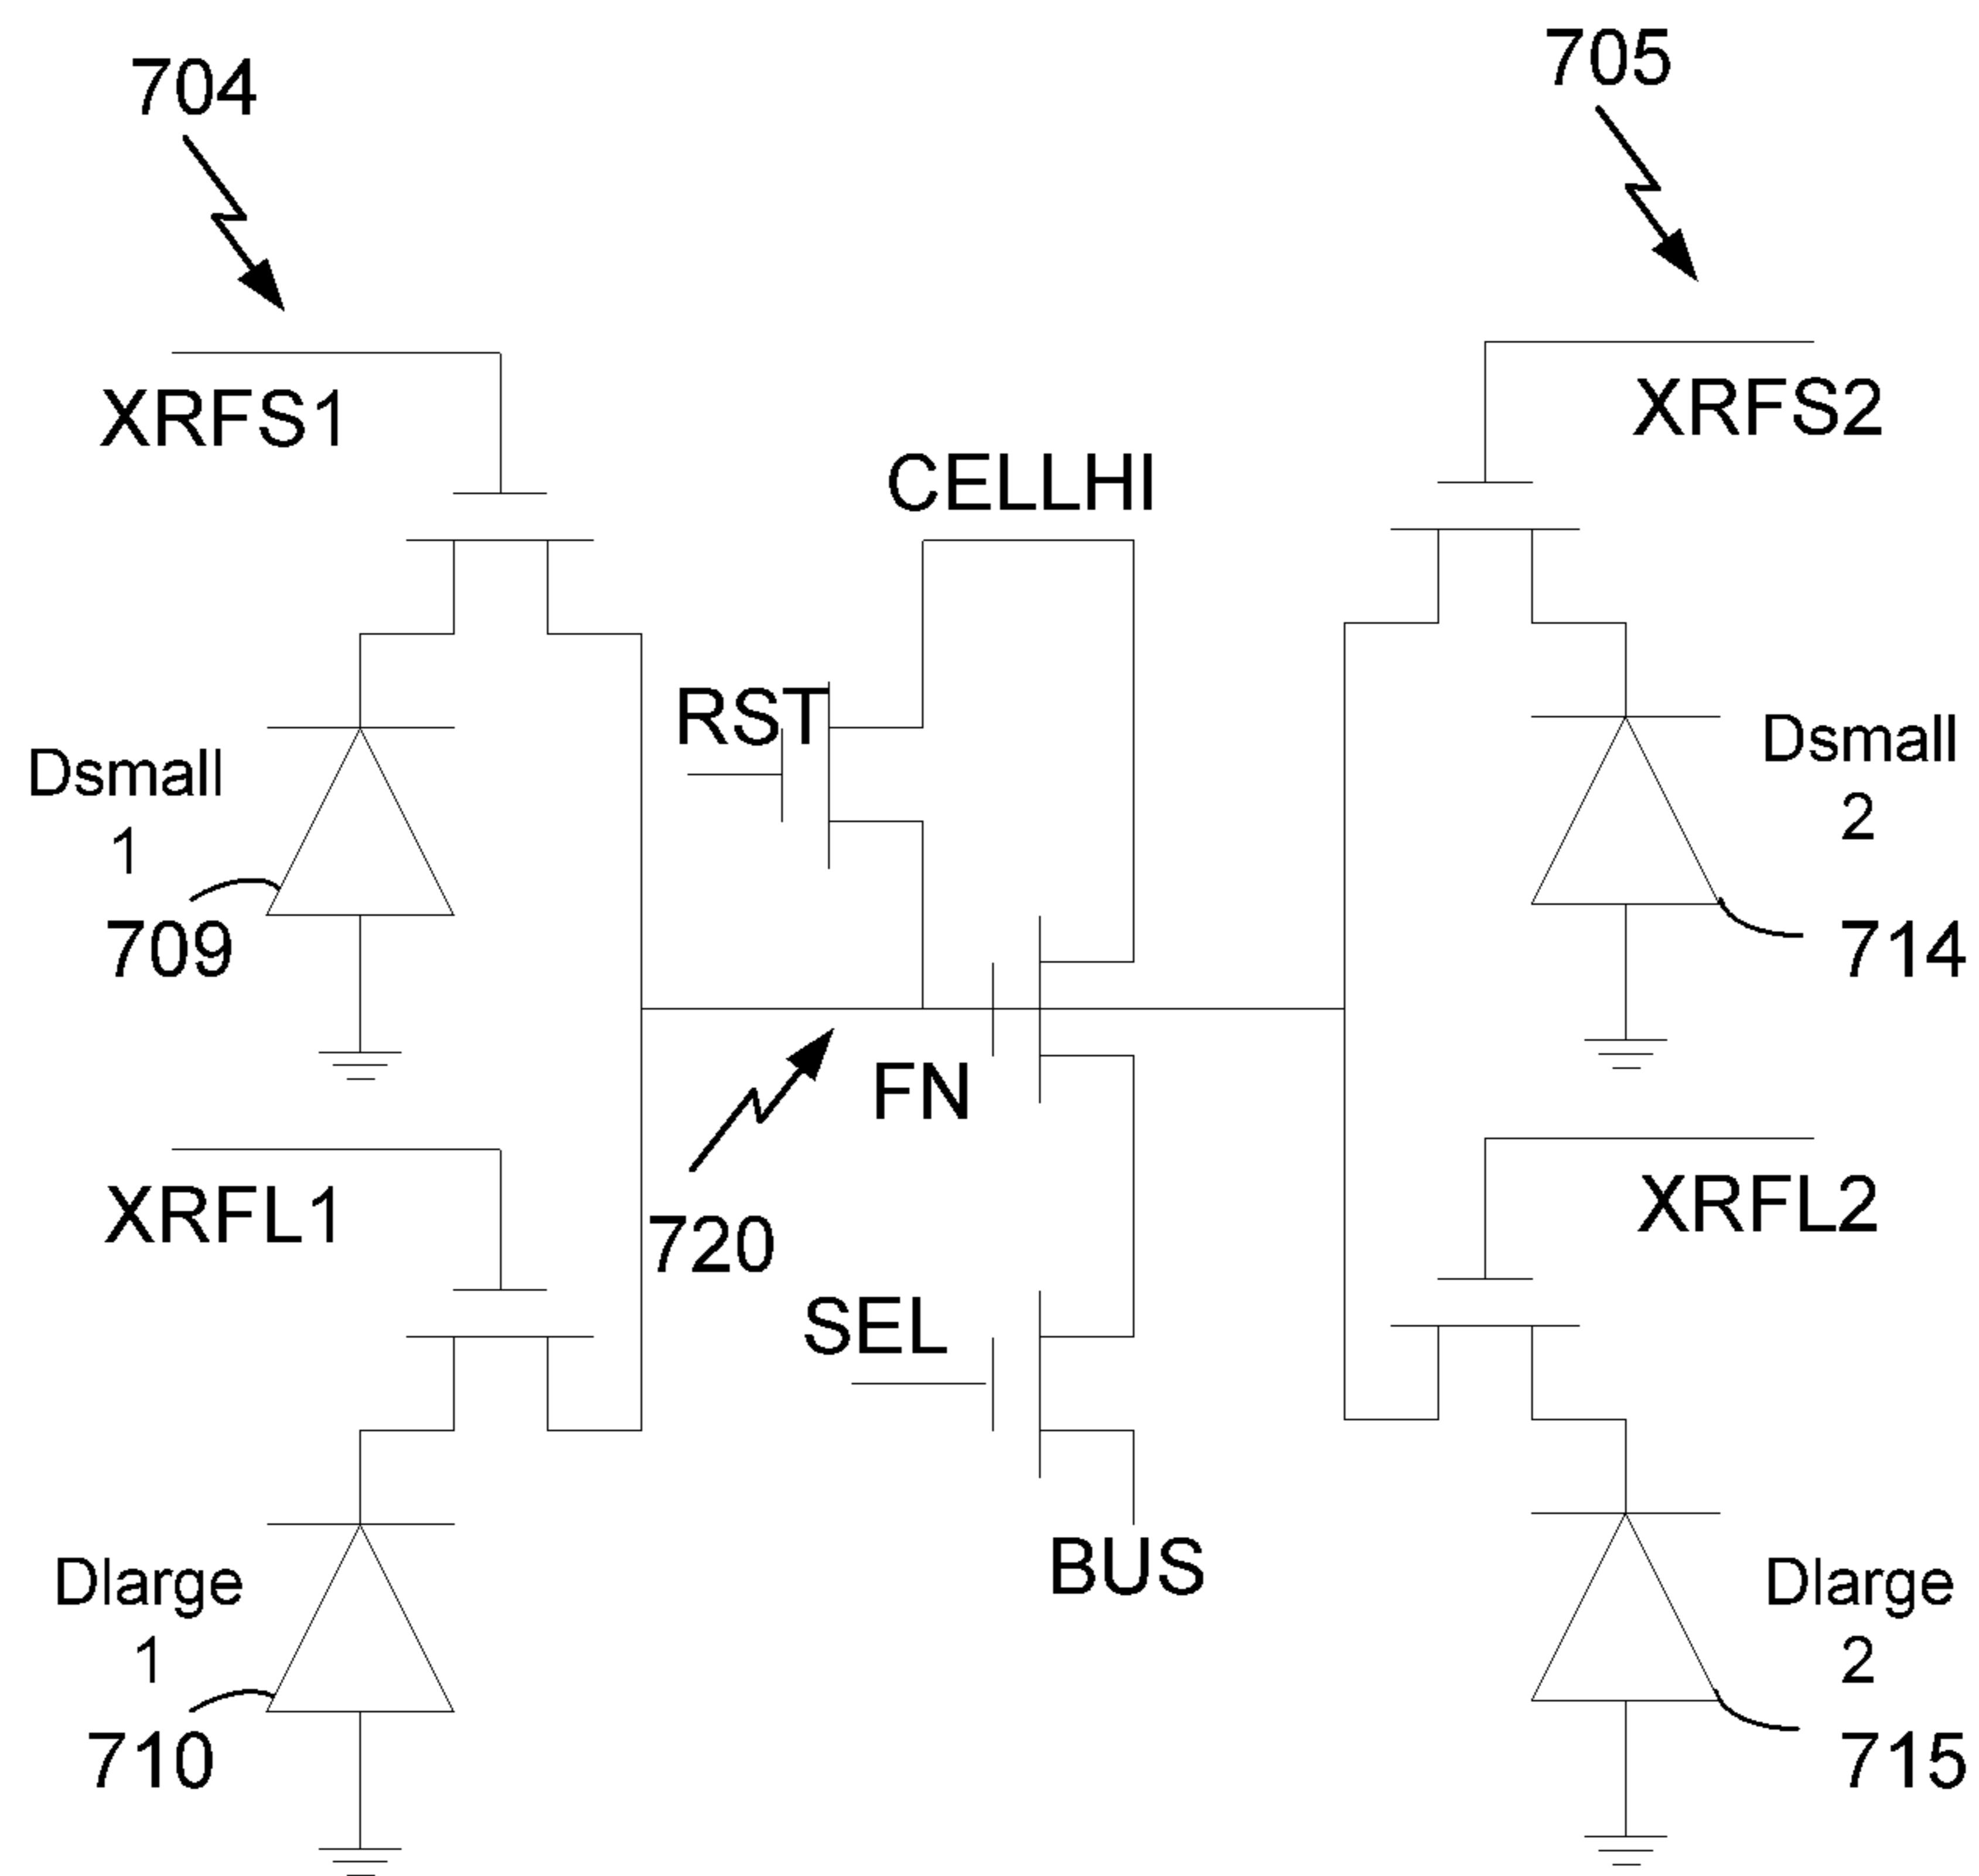 704
705
XRFS1
XRFS2
CELLHI
RST
Dsmall
1
Dsmall
2
709
714
FN
XRFL1
XRFL2
720
SEL
BUS
Dlarge
1
Dlarge
2
710
715